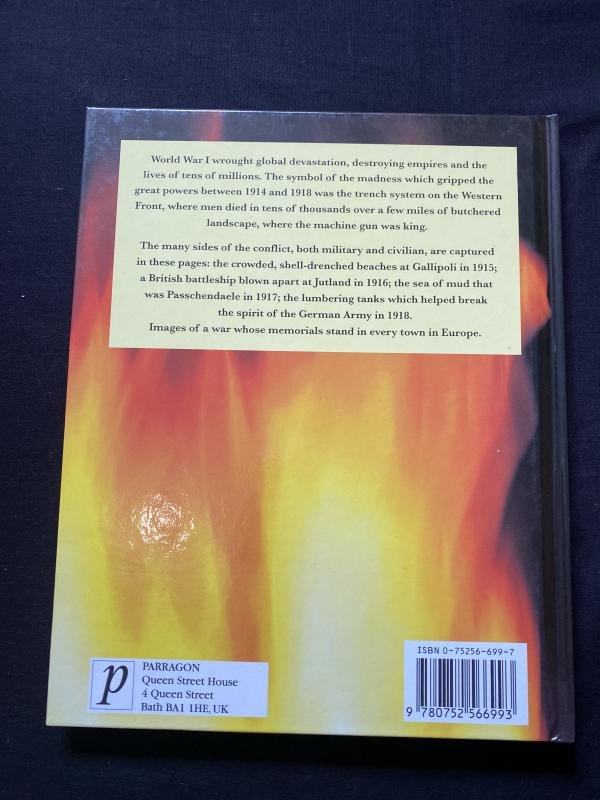 World War I wrought global devastation, destroying empires and the
lives of tens of millions. The symbol of the madness which gripped the
great powers between 1914 and 1918 was the trench system on the Western
Front, where men died in tens of thousands over a few miles of butchered
landscape, where the machine gun was king.
The many sides of the conflict, both military and civilian, are captured
in these pages: the crowded, shell-drenched beaches at Gallipoli in 1915;
a British battleship blown apart at Jutland in 1916; the sea of mud that
was Passchendaele in 1917; the lumbering tanks which helped break
the spirit of the German Army in 1918.
Images of a war whose memorials stand in every town in Europe.
p
PARRAGON
Queen Street House
4 Queen Street
Bath BA1 1HE, UK
ISBN 0-75256-699-7
9 780752 566993